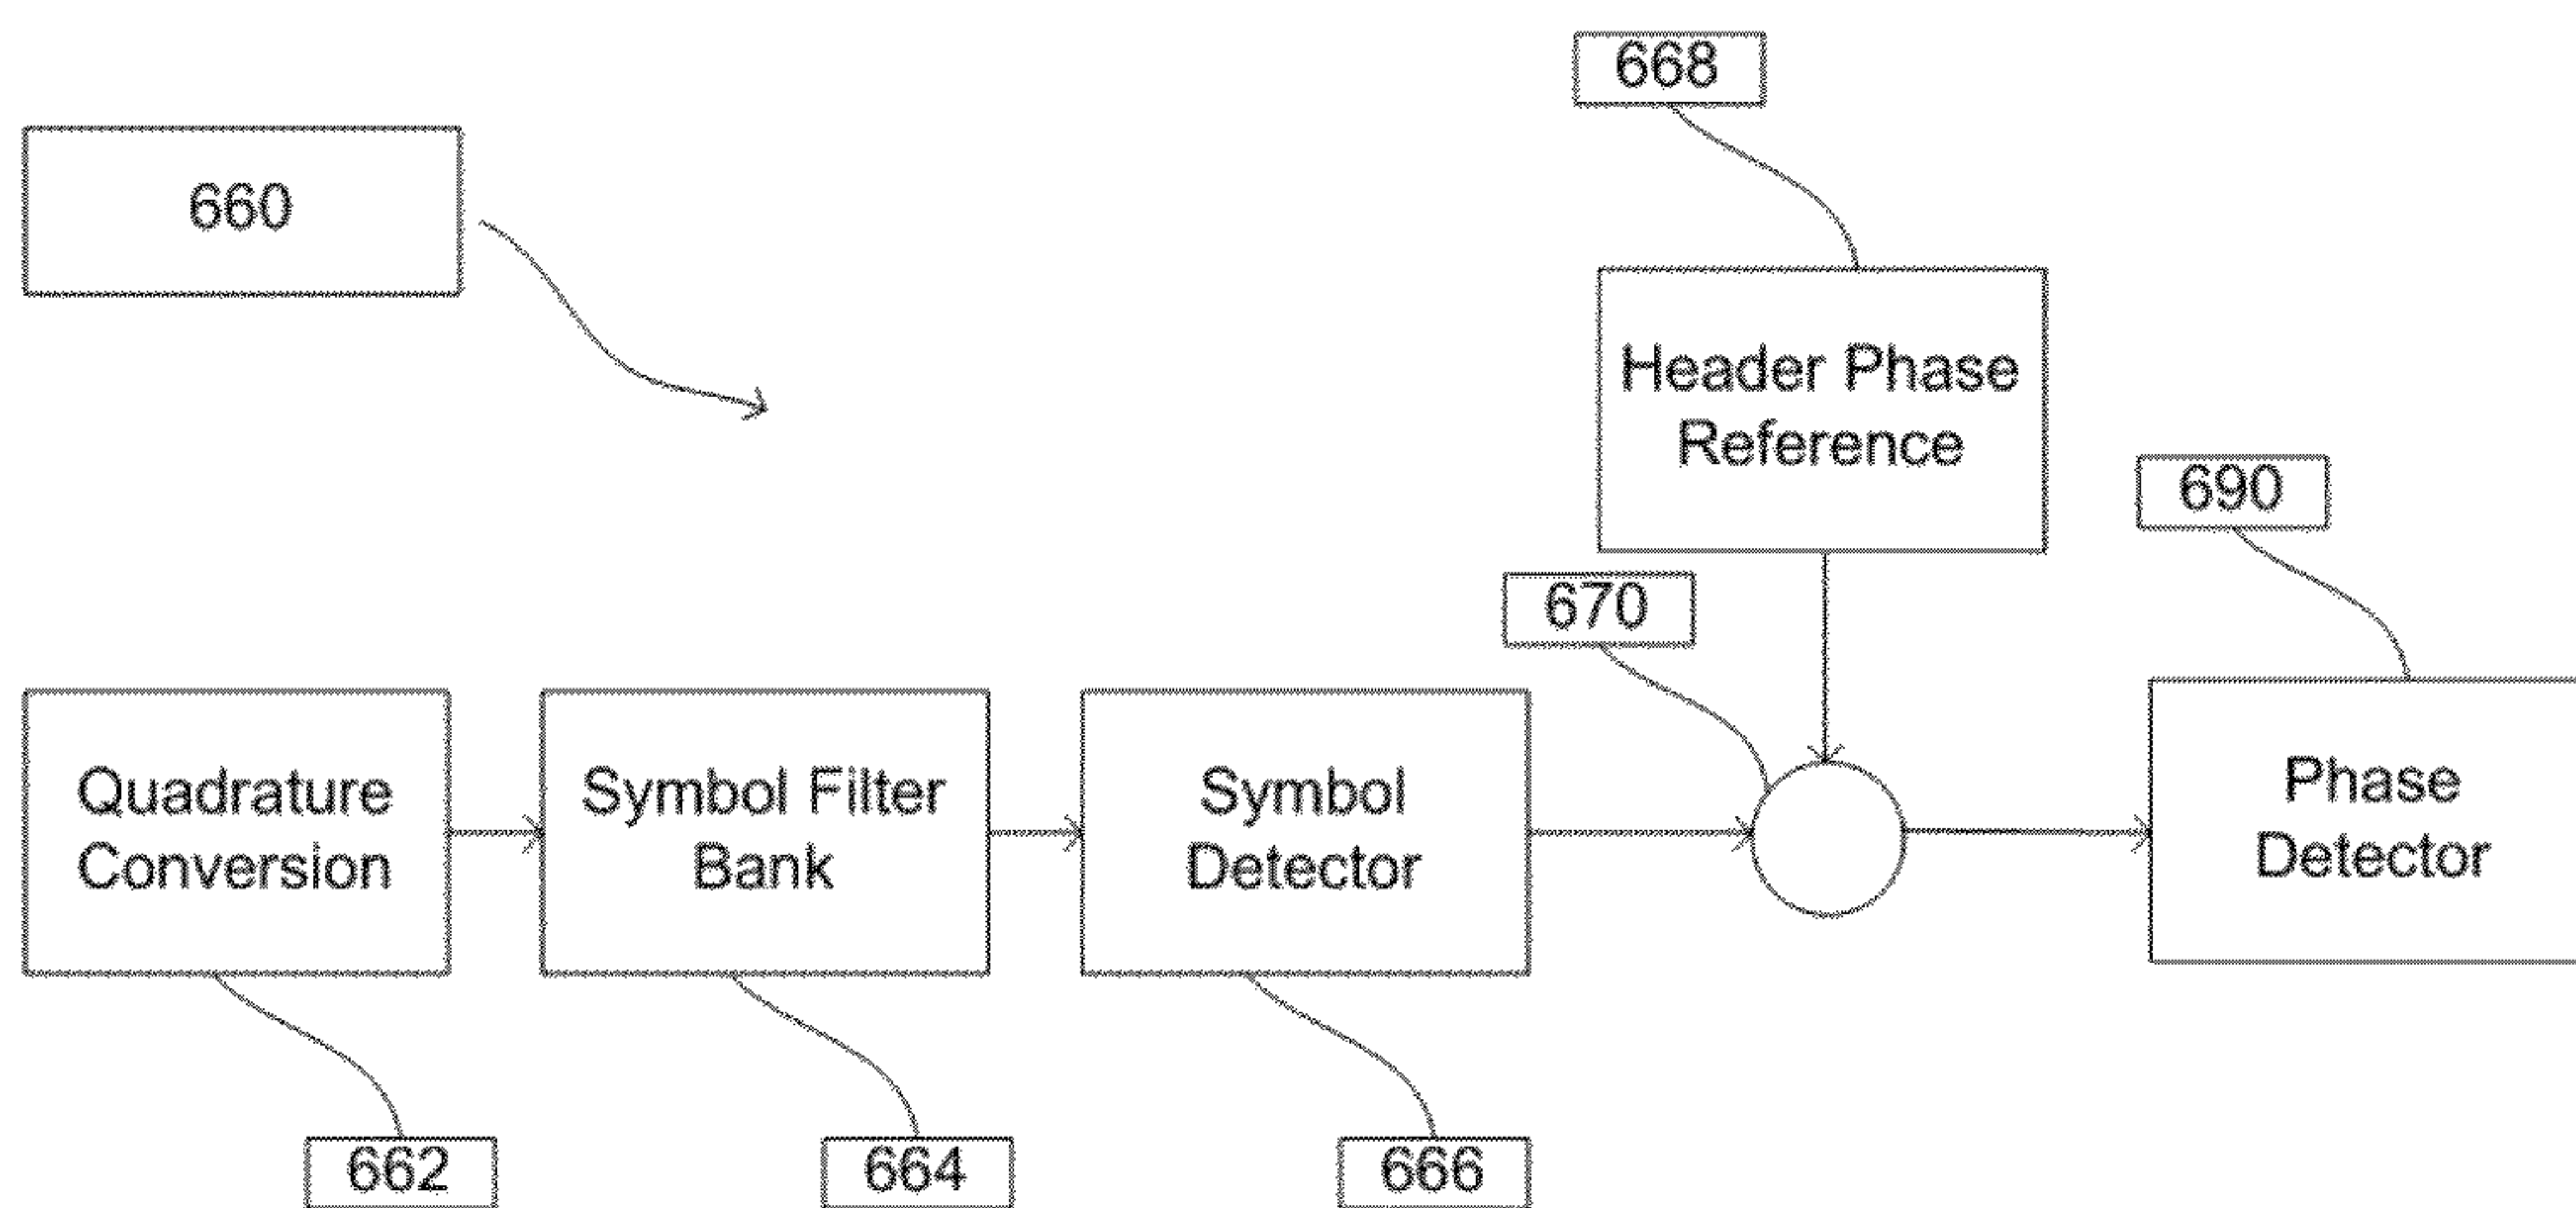 668
660
Header Phase
Reference
690
670
Quadrature
Conversion
Symbol Filter
Bank
Symbol
Detector
Phase
Detector
662
664
666